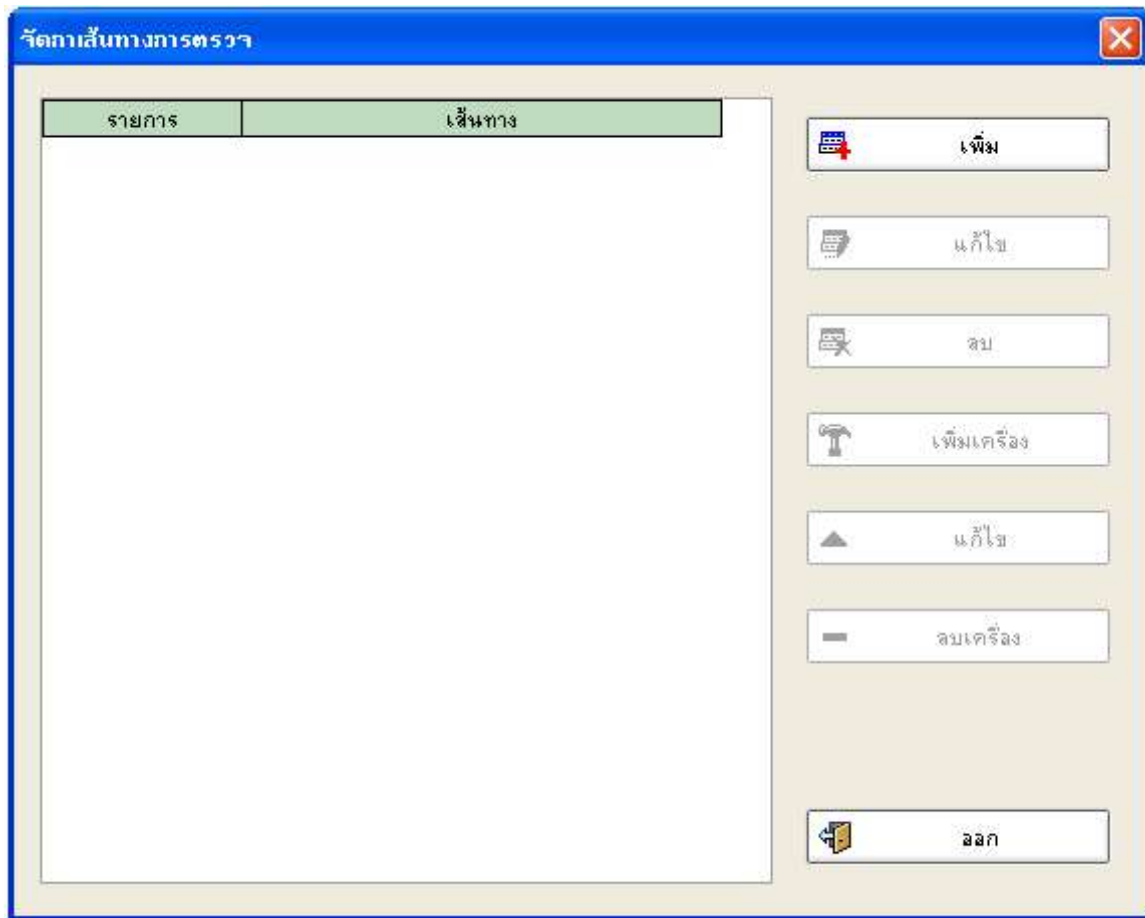 จัดกาเส้นทางการตรวจ
รายการ เส้นทาง
เพิ่ม
แก้ไข
ลบ
เพิ่มเครื่อง
แก้ไข
ลบเครื่อง
ออก